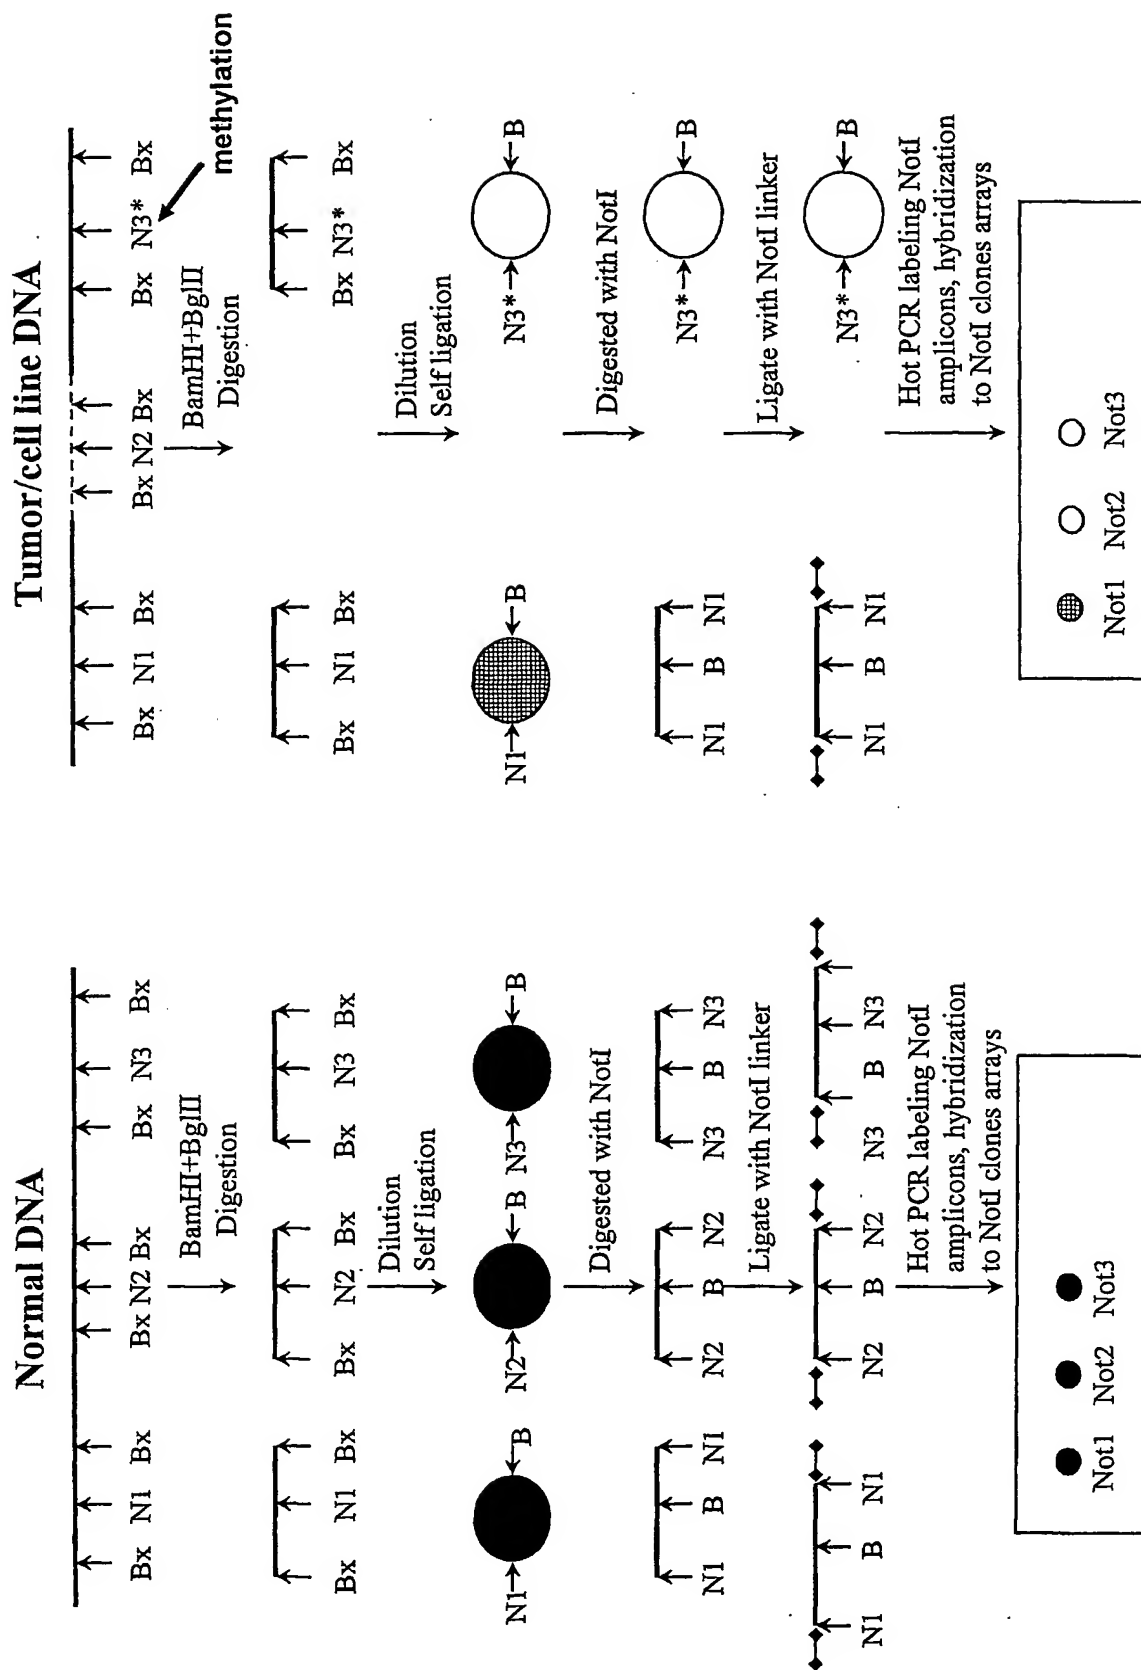 Normal DNA
Bx N1 Bx Bx N2 Bx Bx N3 Bx
BamHI+BglII
Digestion
Bx N1 Bx Bx N2 Bx Bx N3 Bx
Dilution
Self ligation
N1 B N2 B N3 B
Digested with NotI
N1 B N1 N2 B N2 N3 B N3
Ligate with NotI linker
N1 B N1 N2 B N2 N3 B N3
Hot PCR labeling NotI
amplicons, hybridization
to NotI clones arrays
Not1 Not2 Not3
Tumor/cell line DNA
Bx N1 Bx Bx N2 Bx Bx N3* Bx
methylation
BamHI+BglII
Digestion
Bx N1 Bx Bx N3* Bx
Dilution
Self ligation
N1 B N3* B
Digested with NotI
N1 B N1 N3* B
Ligate with NotI linker
N1 B N1 N3* B
Hot PCR labeling NotI
amplicons, hybridization
to NotI clones arrays
Not1 Not2 Not3